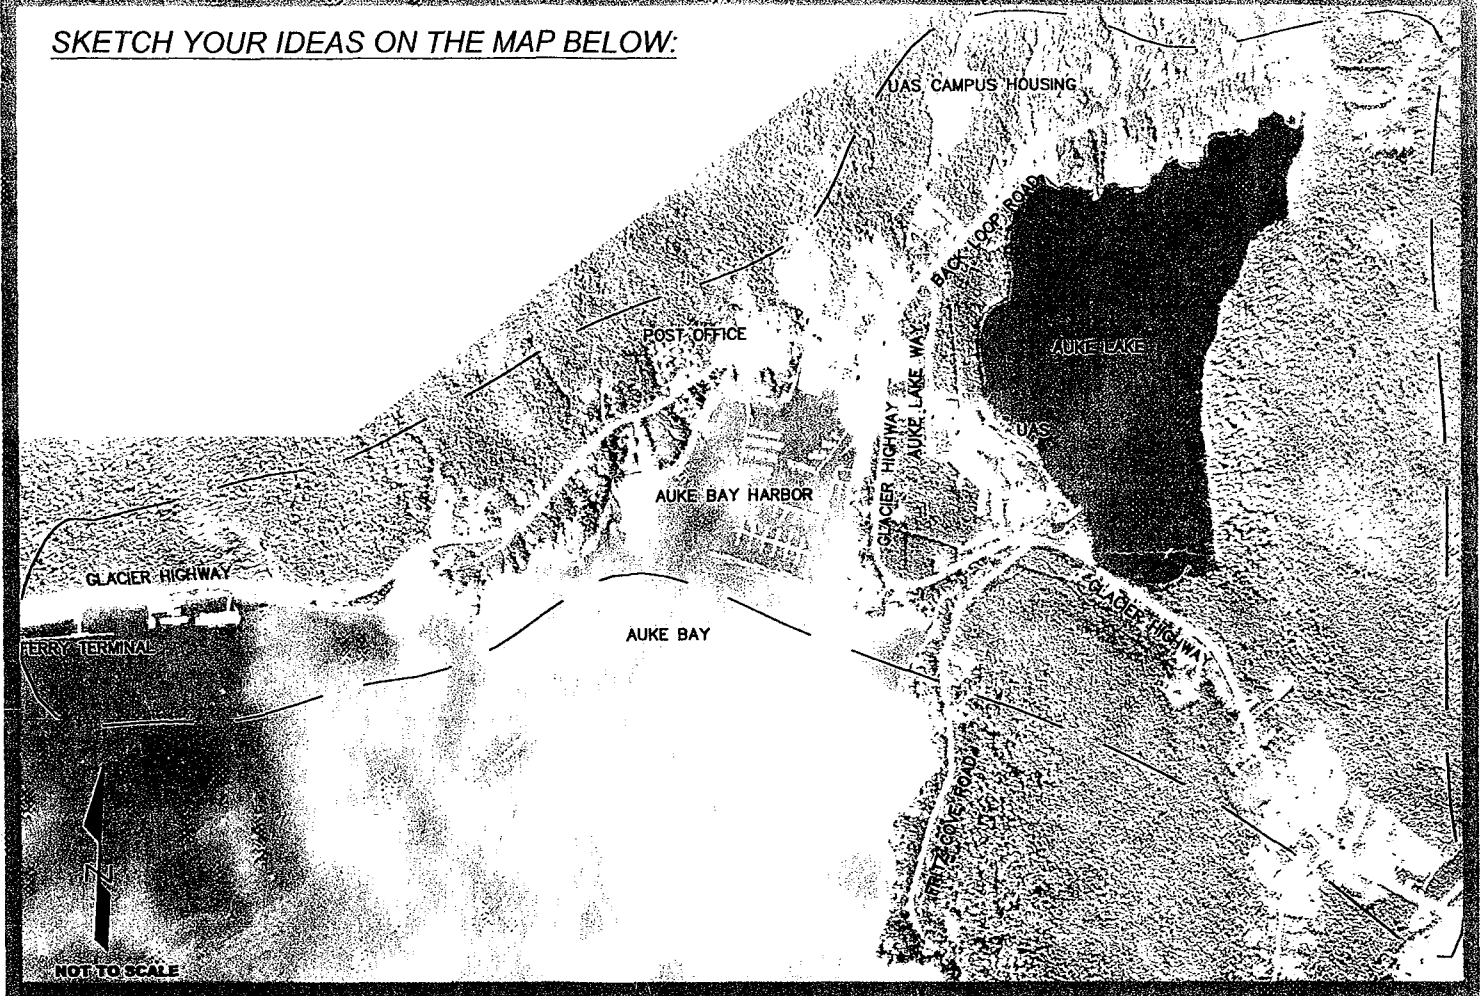 SKETCH YOUR IDEAS ON THE MAP BELOW:
UAS CAMPUS HOUSING
BACK LOOP ROAD
POST OFFICE
AUKE LAKE
AUKE LAKE WAY
GLACIER HIGHWAY
UAS
AUKE BAY HARBOR
GLACIER HIGHWAY
GLACIER HIGHWAY
AUKE BAY
FERRY TERMINAL
FRITZ COVE ROAD
N
NOT TO SCALE